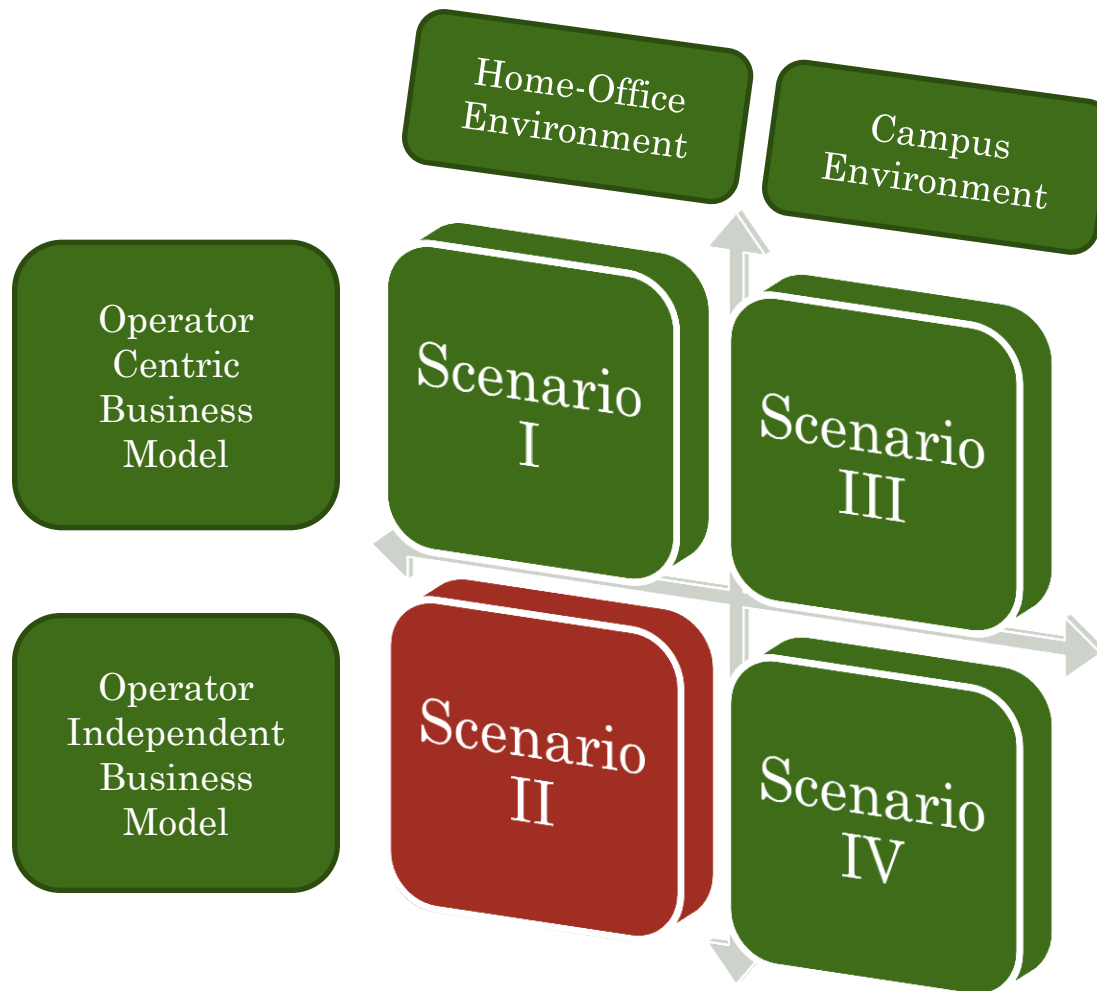 Home-Office
Environment
Campus
Environment
Operator
Centric
Business
Model
Scenario
I
Scenario
III
Operator
Independent
Business
Model
Scenario
II
Scenario
IV